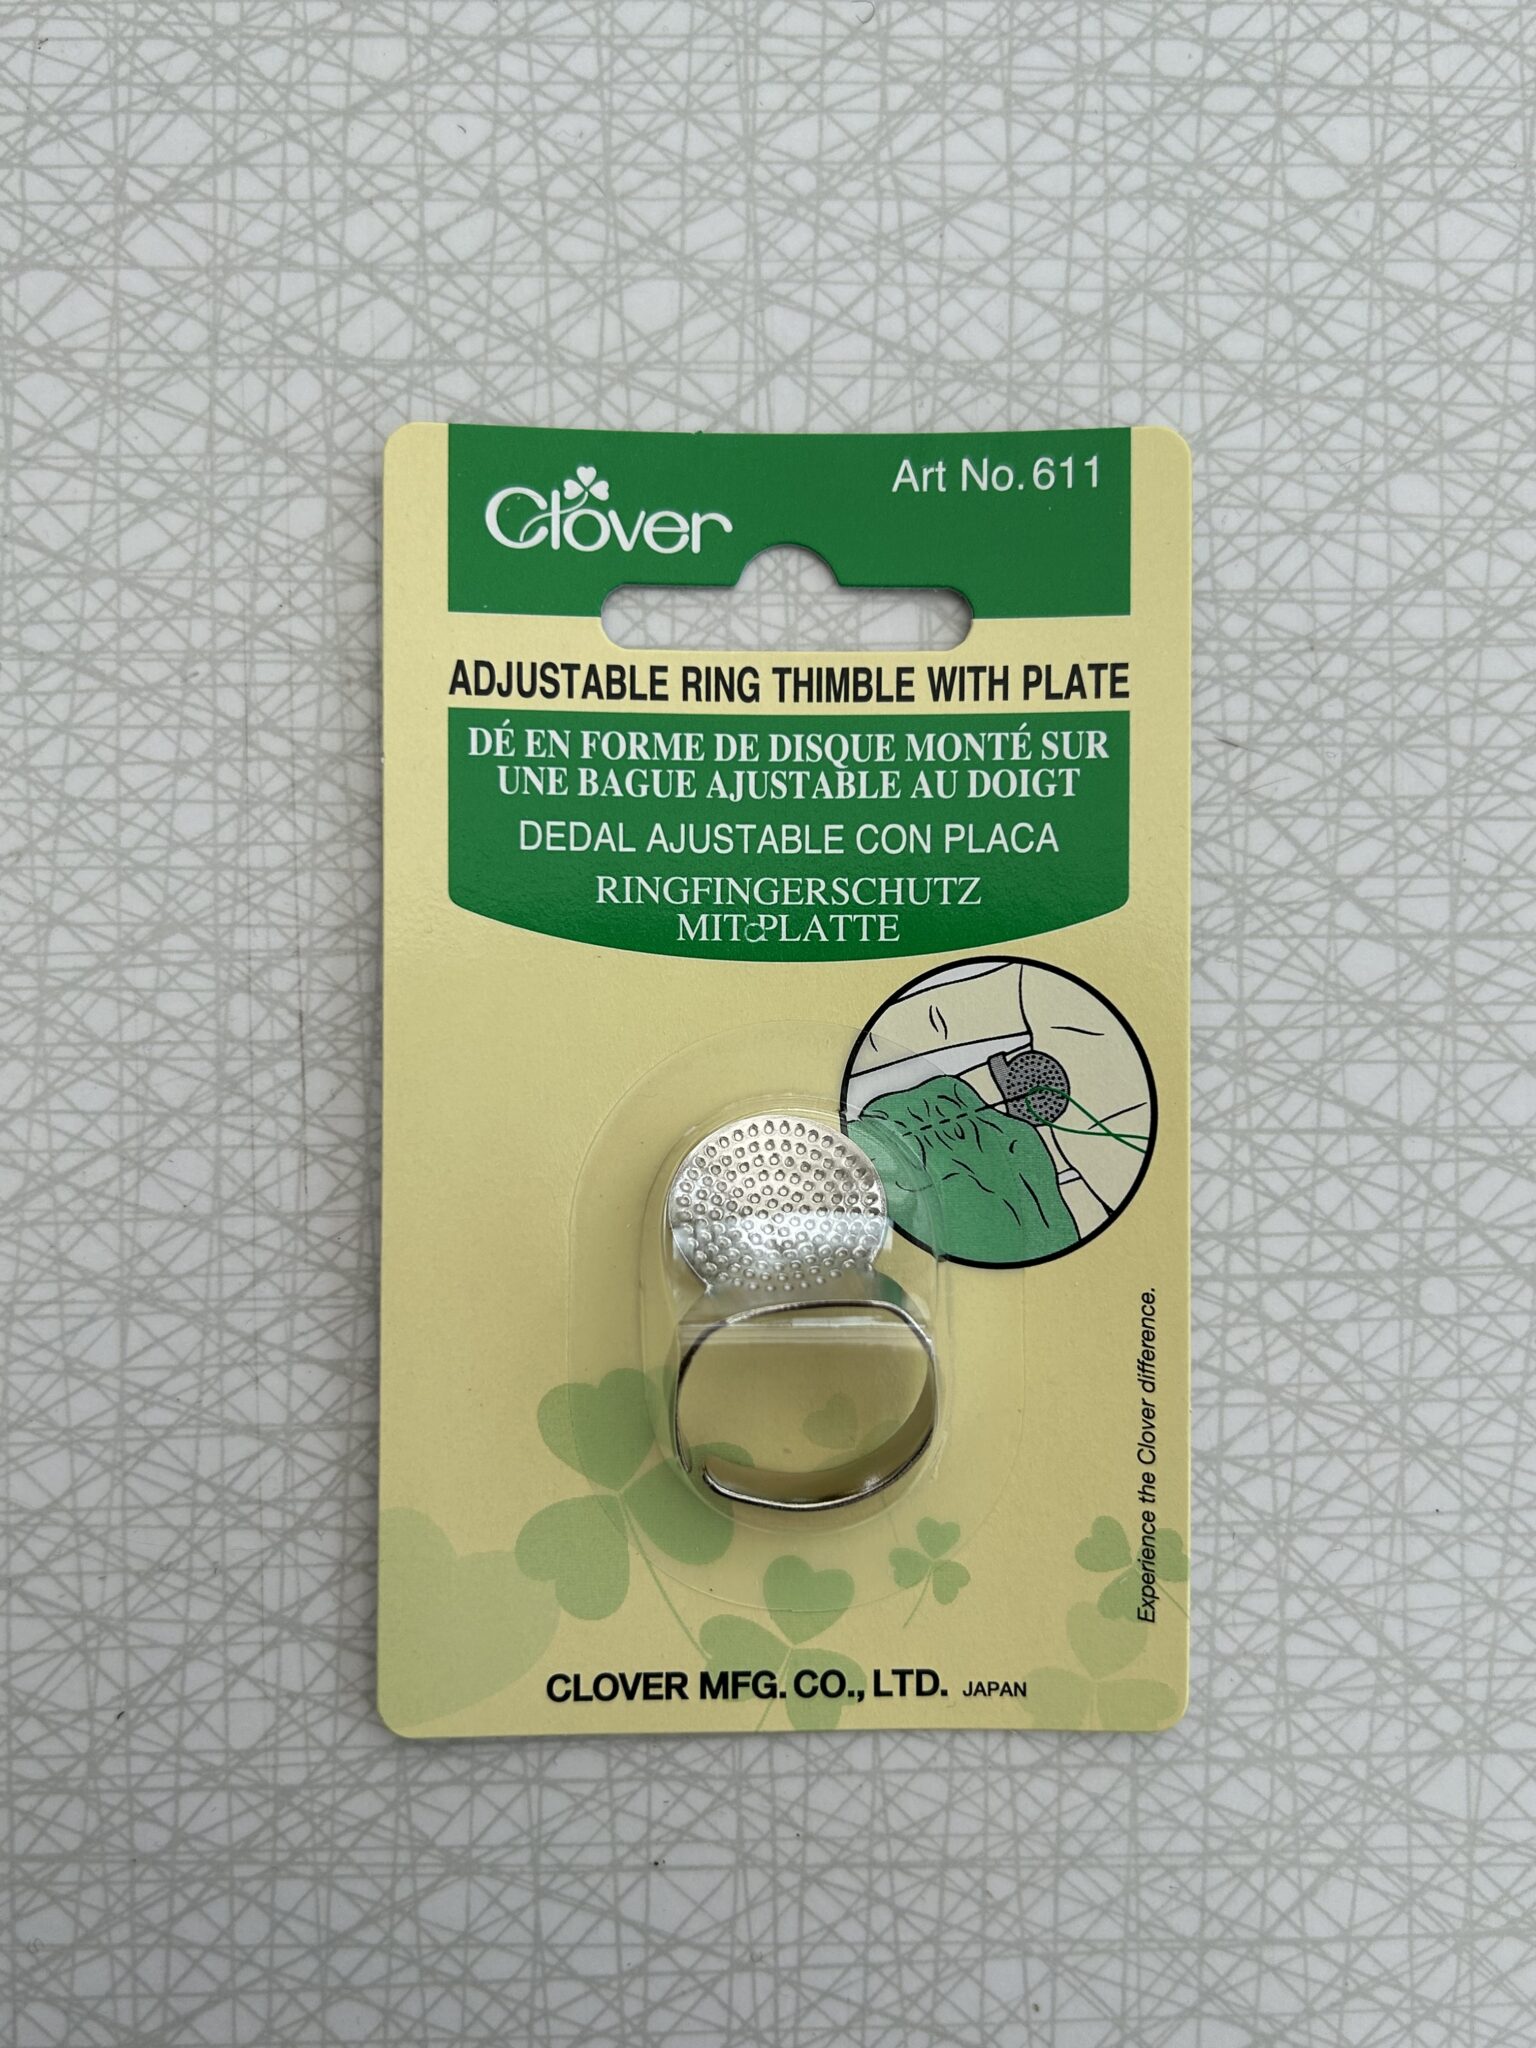 Clover
Art No.611
ADJUSTABLE RING THIMBLE WITH PLATE
DÉ EN FORME DE DISQUE MONTÉ SUR
UNE BAGUE AJUSTABLE AU DOIGT
DEDAL AJUSTABLE CON PLACA
RINGFINGERSCHUTZ
MIT PLATTE
Experience the Clover difference.
CLOVER MFG. CO., LTD. JAPAN